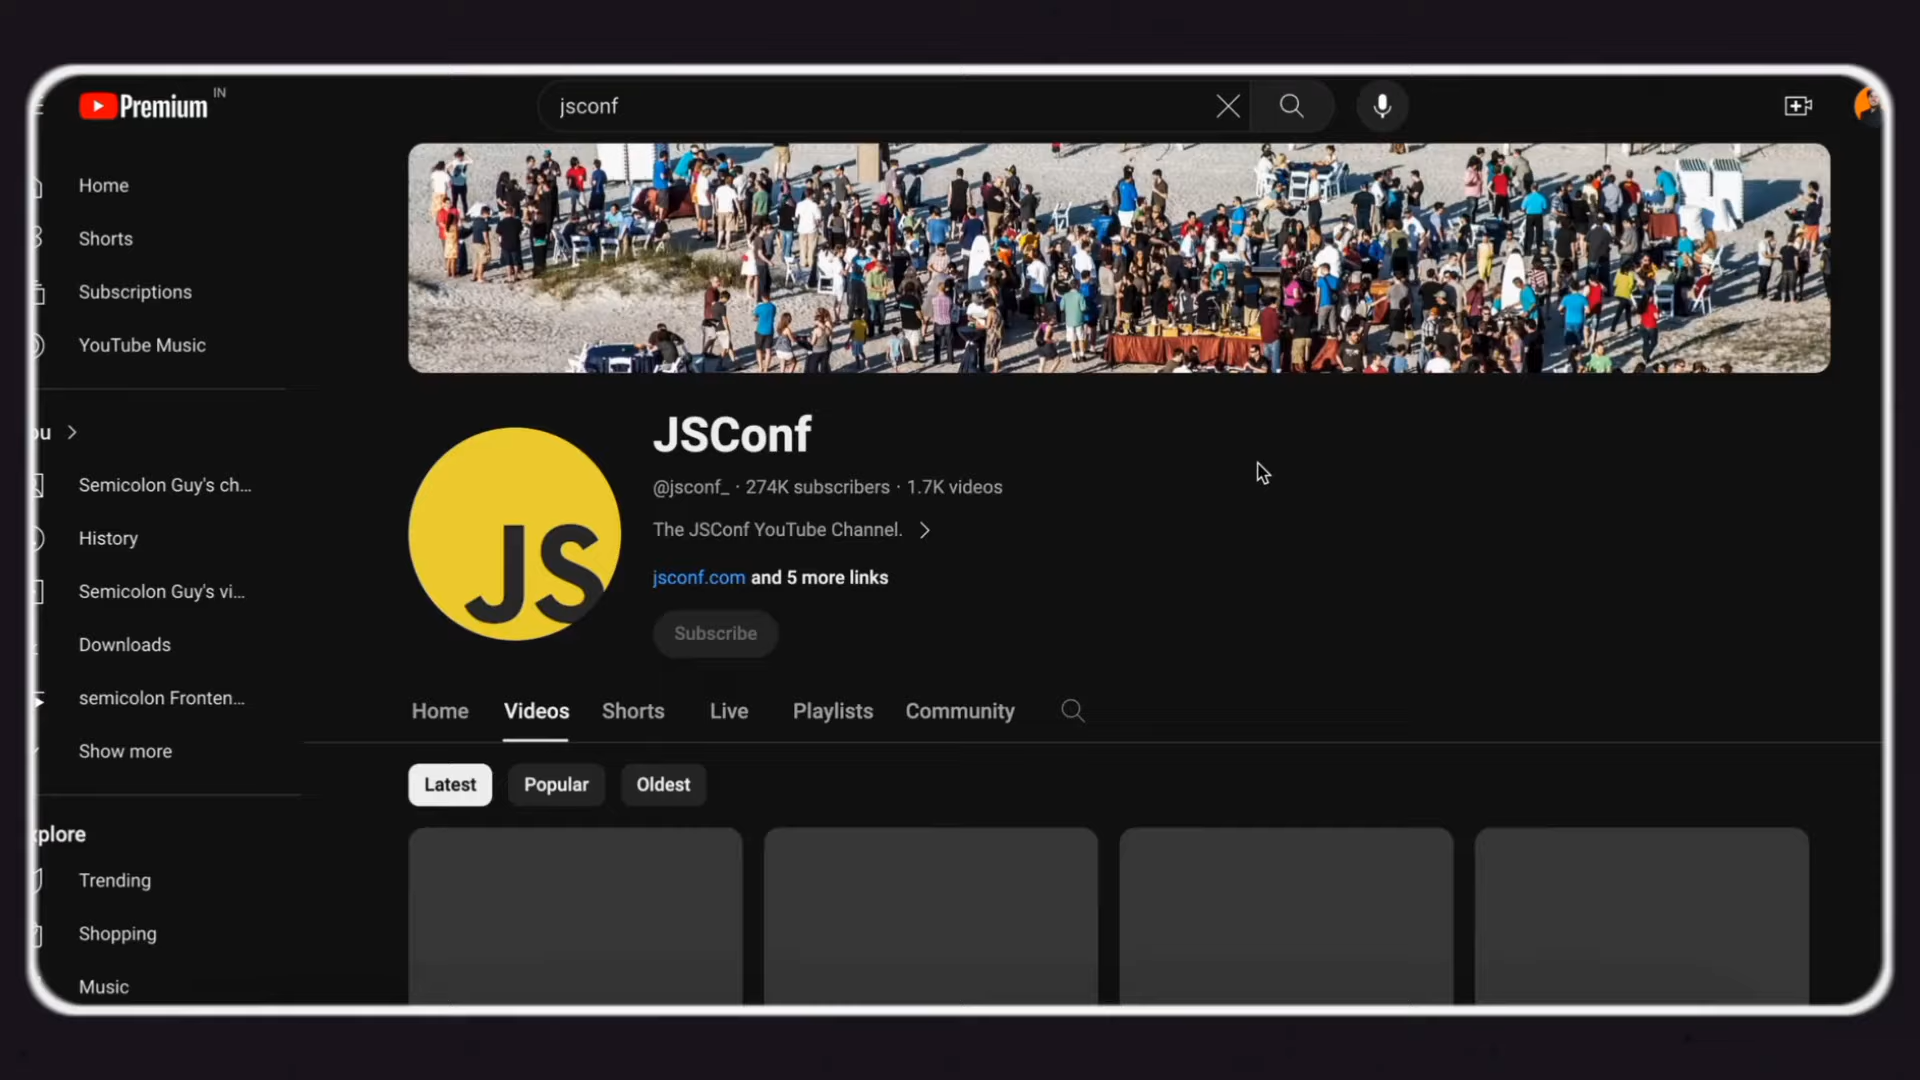 Premium IN
jsconf
Home
Shorts
Subscriptions
YouTube Music
ou
Semicolon Guy's ch...
History
Semicolon Guy's vi...
Downloads
semicolon Fronten...
Show more
xplore
Trending
Shopping
Music
JS
JSConf
@jsconf_ · 274K subscribers · 1.7K videos
The JSConf YouTube Channel.
jsconf.com and 5 more links
Subscribe
Home Videos Shorts Live Playlists Community
Latest Popular Oldest